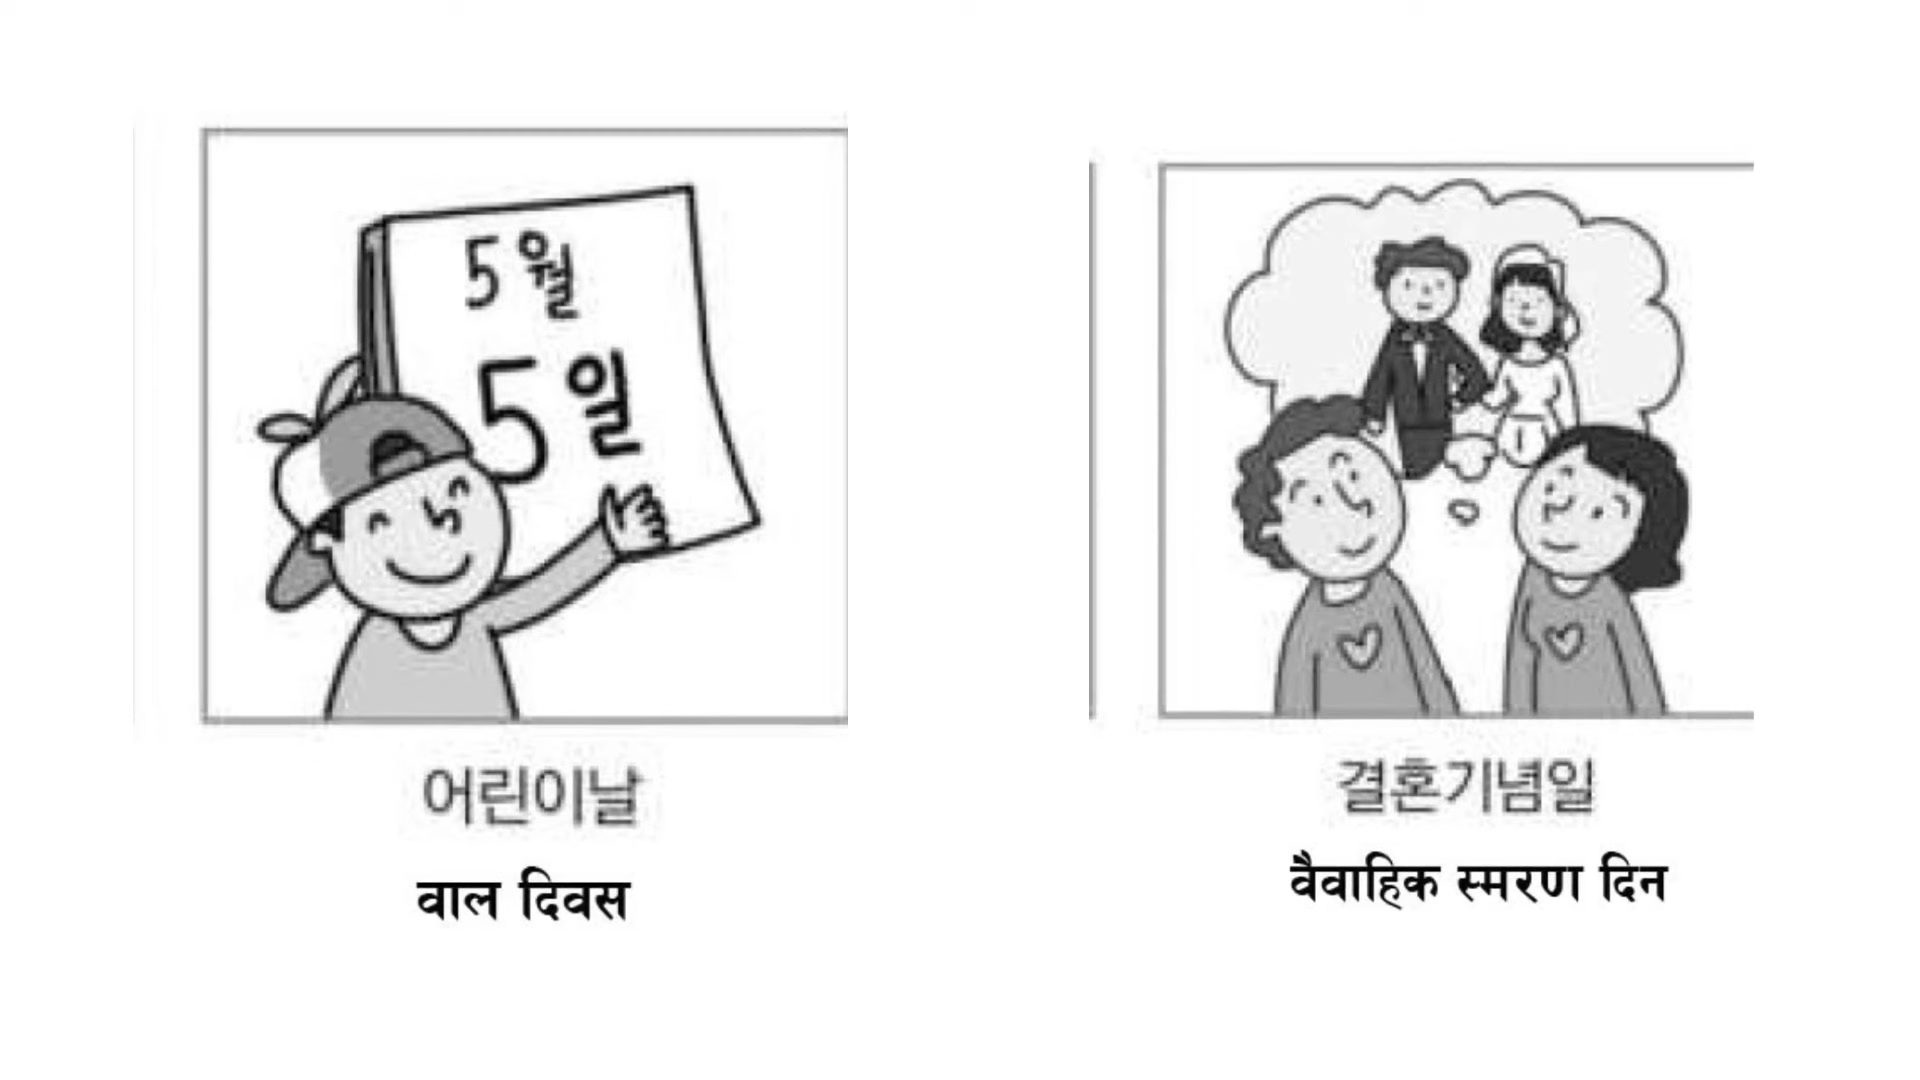 5월
5일
어린이날
वाल दिवस
결혼기념일
वैवाहिक स्मरण दिन